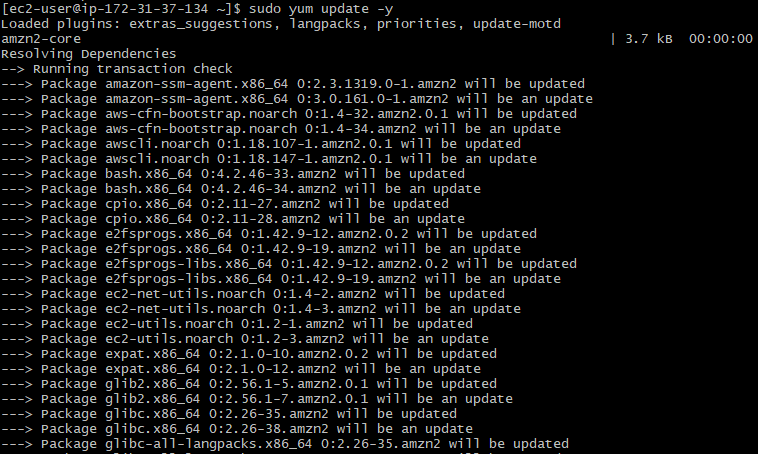 [ec2-user@ip-172-31-37-134 ~]$ sudo yum update -y
Loaded plugins: extras_suggestions, langpacks, priorities, update-motd
amzn2-core | 3.7 kB 00:00:00
Resolving Dependencies
--> Running transaction check
---> Package amazon-ssm-agent.x86_64 0:2.3.1319.0-1.amzn2 will be updated
---> Package amazon-ssm-agent.x86_64 0:3.0.161.0-1.amzn2 will be an update
---> Package aws-cfn-bootstrap.noarch 0:1.4-32.amzn2.0.1 will be updated
---> Package aws-cfn-bootstrap.noarch 0:1.4-34.amzn2 will be an update
---> Package awscli.noarch 0:1.18.107-1.amzn2.0.1 will be updated
---> Package awscli.noarch 0:1.18.147-1.amzn2.0.1 will be an update
---> Package bash.x86_64 0:4.2.46-33.amzn2 will be updated
---> Package bash.x86_64 0:4.2.46-34.amzn2 will be an update
---> Package cpio.x86_64 0:2.11-27.amzn2 will be updated
---> Package cpio.x86_64 0:2.11-28.amzn2 will be an update
---> Package e2fsprogs.x86_64 0:1.42.9-12.amzn2.0.2 will be updated
---> Package e2fsprogs.x86_64 0:1.42.9-19.amzn2 will be an update
---> Package e2fsprogs-libs.x86_64 0:1.42.9-12.amzn2.0.2 will be updated
---> Package e2fsprogs-libs.x86_64 0:1.42.9-19.amzn2 will be an update
---> Package ec2-net-utils.noarch 0:1.4-2.amzn2 will be updated
---> Package ec2-net-utils.noarch 0:1.4-3.amzn2 will be an update
---> Package ec2-utils.noarch 0:1.2-1.amzn2 will be updated
---> Package ec2-utils.noarch 0:1.2-3.amzn2 will be an update
---> Package expat.x86_64 0:2.1.0-10.amzn2.0.2 will be updated
---> Package expat.x86_64 0:2.1.0-12.amzn2 will be an update
---> Package glib2.x86_64 0:2.56.1-5.amzn2.0.1 will be updated
---> Package glib2.x86_64 0:2.56.1-7.amzn2.0.1 will be an update
---> Package glibc.x86_64 0:2.26-35.amzn2 will be updated
---> Package glibc.x86_64 0:2.26-38.amzn2 will be an update
---> Package glibc-all-langpacks.x86_64 0:2.26-35.amzn2 will be updated